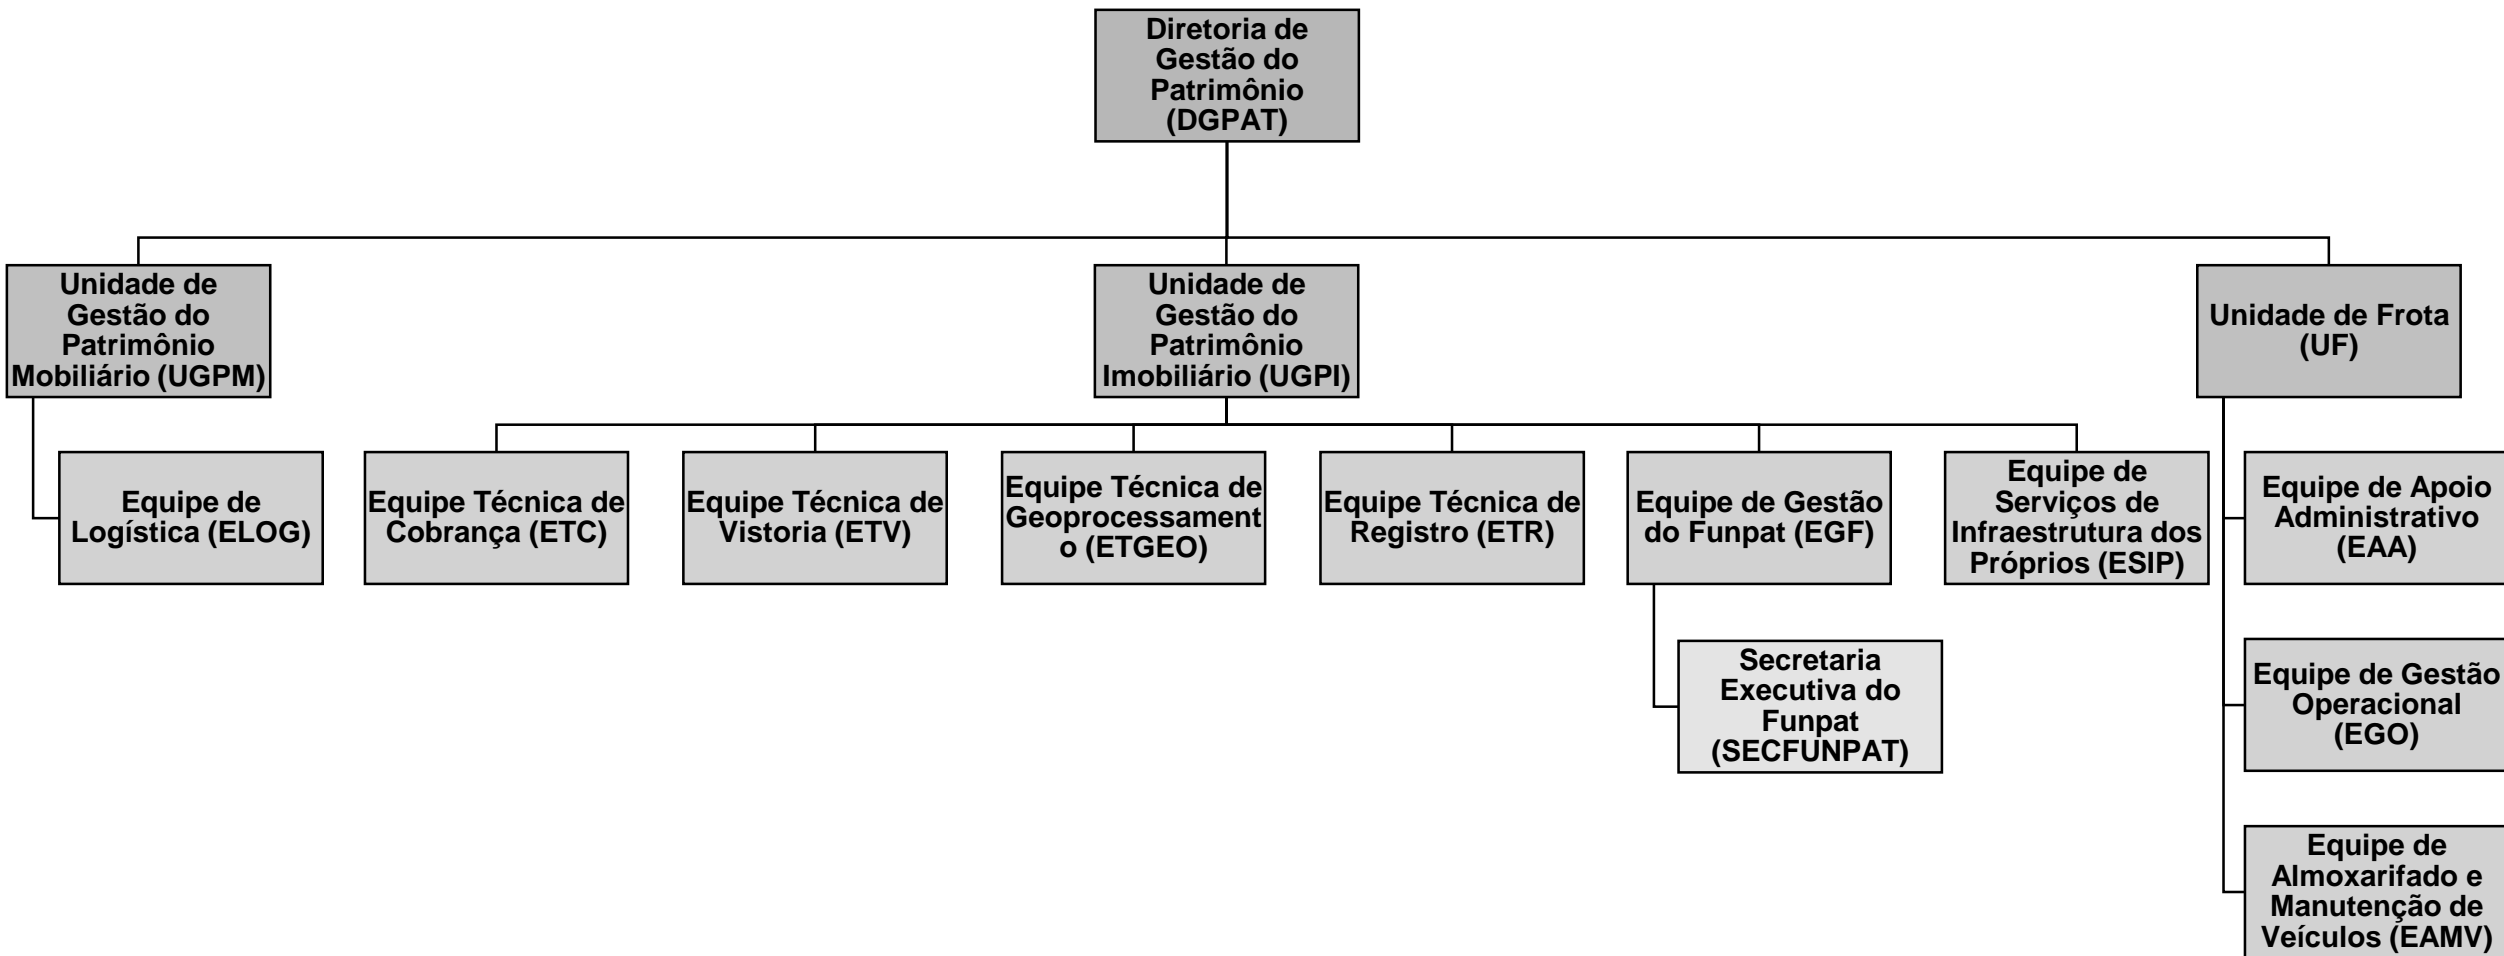 Diretoria de
Gestão do
Patrimônio
(DGPAT)
Unidade de
Gestão do
Patrimônio
Mobiliário (UGPM)
Unidade de
Gestão do
Patrimônio
Imobiliário (UGPI)
Unidade de Frota
(UF)
Equipe de
Logística (ELOG)
Equipe Técnica de
Cobrança (ETC)
Equipe Técnica de
Vistoria (ETV)
Equipe Técnica de
Geoprocessament
o (ETGEO)
Equipe Técnica de
Registro (ETR)
Equipe de Gestão
do Funpat (EGF)
Equipe de
Serviços de
Infraestrutura dos
Próprios (ESIP)
Equipe de Apoio
Administrativo
(EAA)
Secretaria
Executiva do
Funpat
(SECFUNPAT)
Equipe de Gestão
Operacional
(EGO)
Equipe de
Almoxarifado e
Manutenção de
Veículos (EAMV)